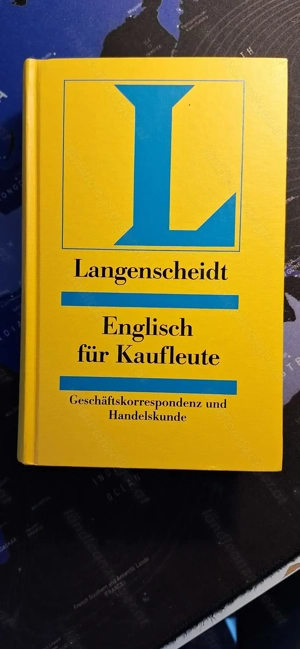 L
Langenscheidt
Englisch
für Kaufleute
Geschäftskorrespondenz und
Handelskunde